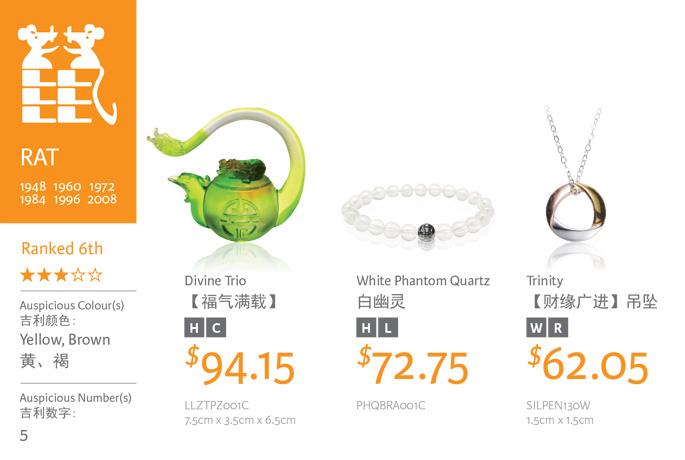 RAT
1948 1960 1972
1984 1996 2008
Ranked 6th
Auspicious Colour(s)
吉利颜色：
Yellow, Brown
黄、褐
Auspicious Number(s)
吉利数字：
5
Divine Trio
【福气满载】
H C
$94.15
LLZTPZ001C
7.5cm x 3.5cm x 6.5cm
White Phantom Quartz
白幽灵
H L
$72.75
PHQBRA001C
Trinity
【财缘广进】吊坠
W R
$62.05
SILPEN130W
1.5cm x 1.5cm